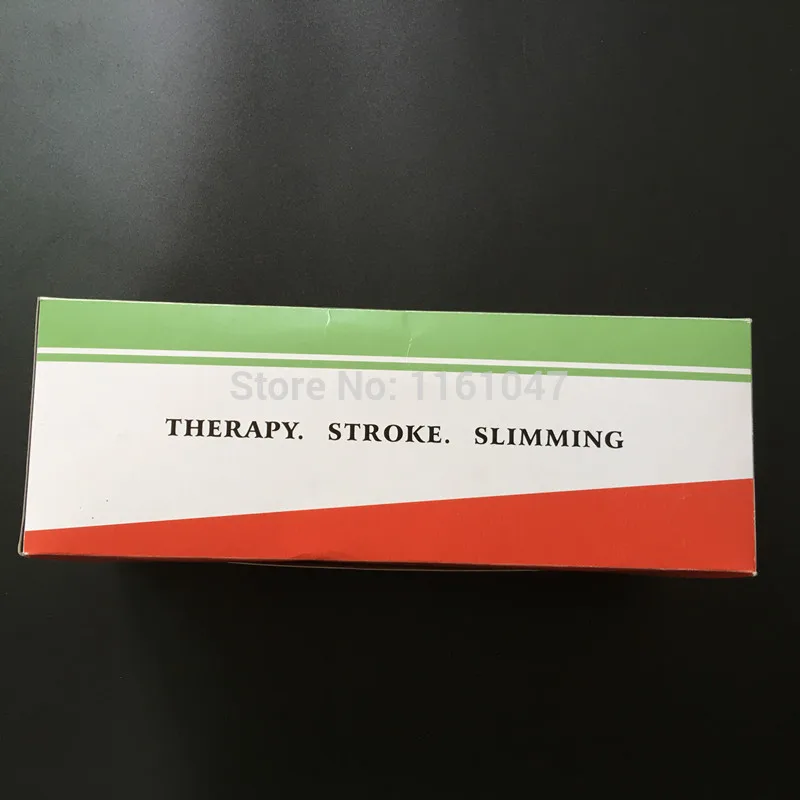 Store No: 1161047
THERAPY. STROKE. SLIMMING